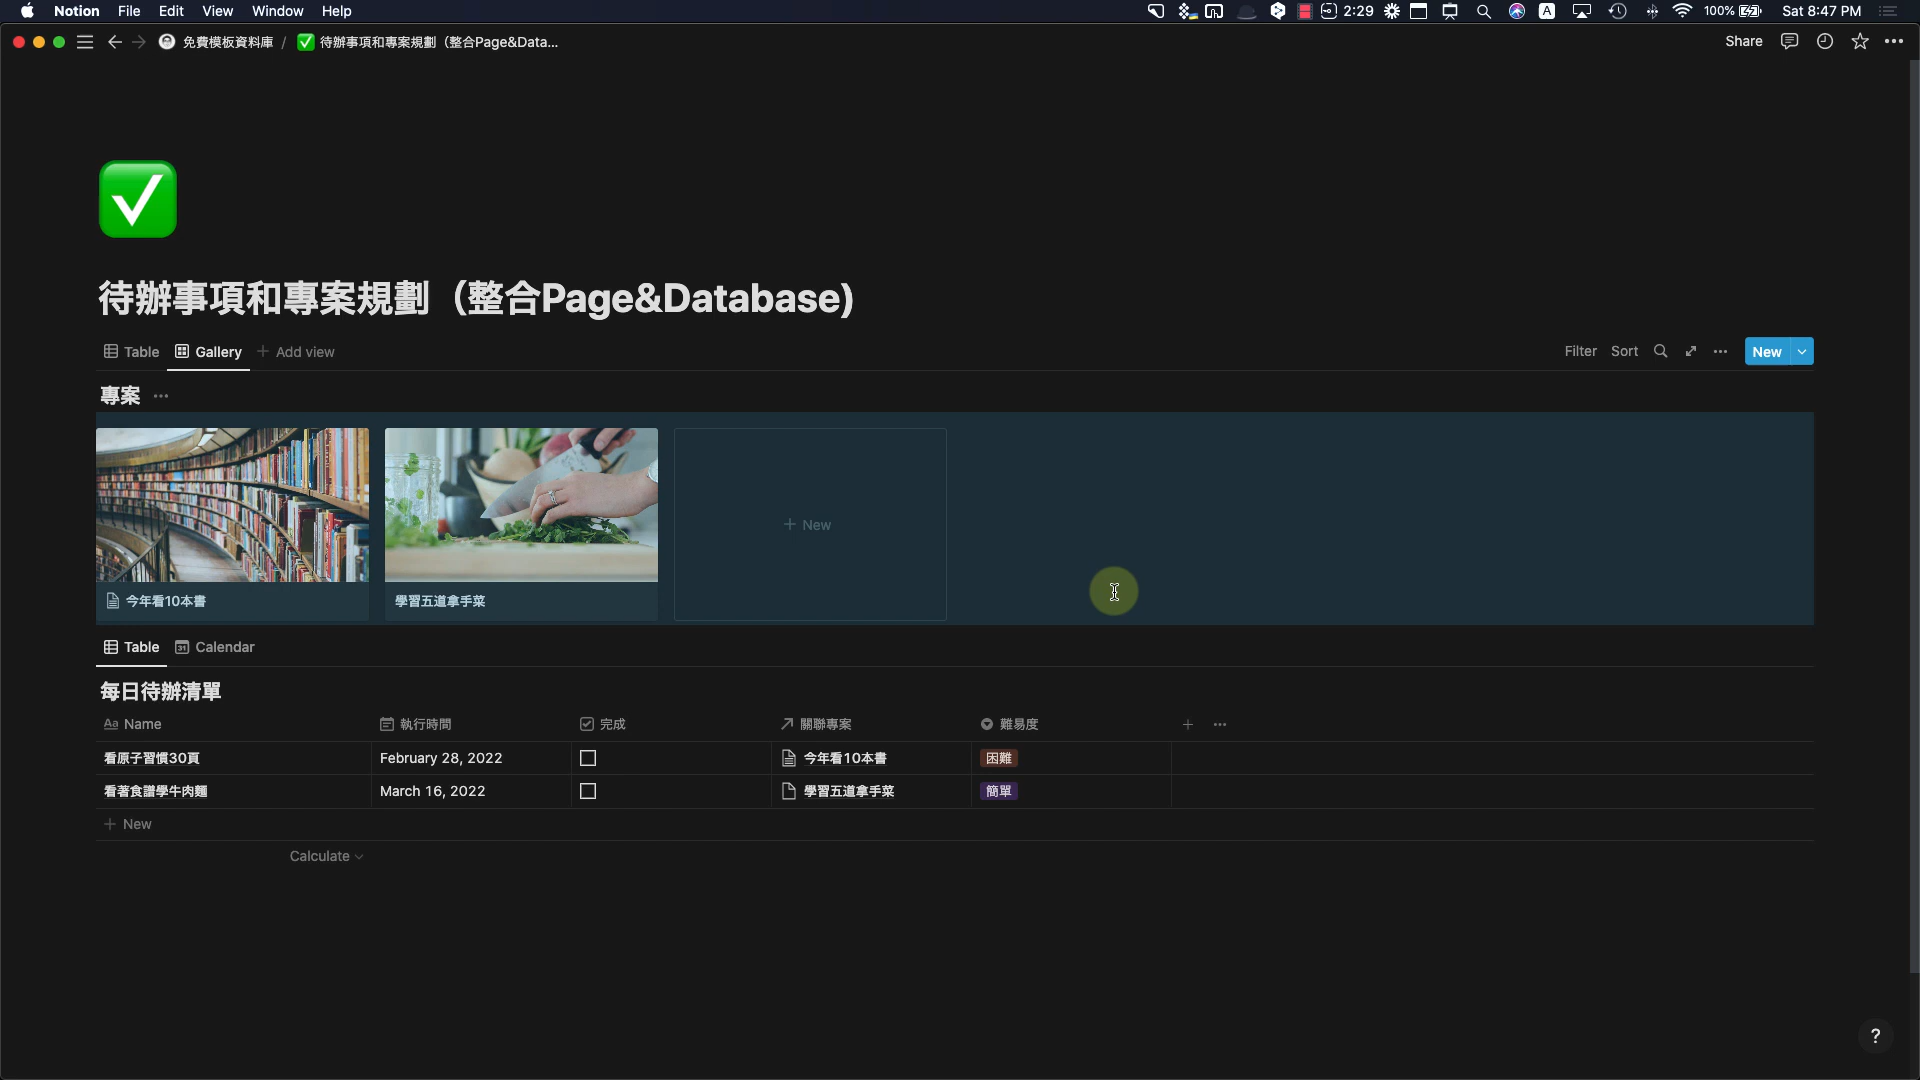 Notion File Edit View Window Help 2:29 A 100% Sat 8:47 PM
免費模板資料庫 / 待辦事項和專案規劃（整合Page&Data... Share
待辦事項和專案規劃（整合Page&Database)
Table Gallery + Add view Filter Sort New
專案
+ New
今年看10本書 學習五道拿手菜
Table 31 Calendar
每日待辦清單
Aa Name 執行時間 完成 關聯專案 難易度
看原子習慣30頁 February 28, 2022 今年看10本書 困難
看著食譜學牛肉麵 March 16, 2022 學習五道拿手菜 簡單
+ New
Calculate
?